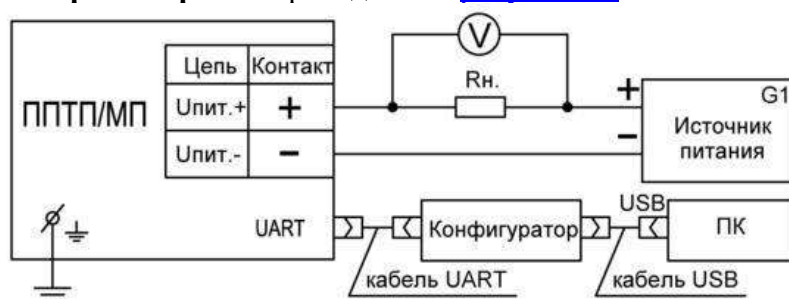 V
Цепь Контакт
Rн.
+
G1
ППТП/МП
Uпит.+ +
Источник
питания
Uпит.- −
−
USB
UART
Конфигуратор
ПК
кабель UART
кабель USB